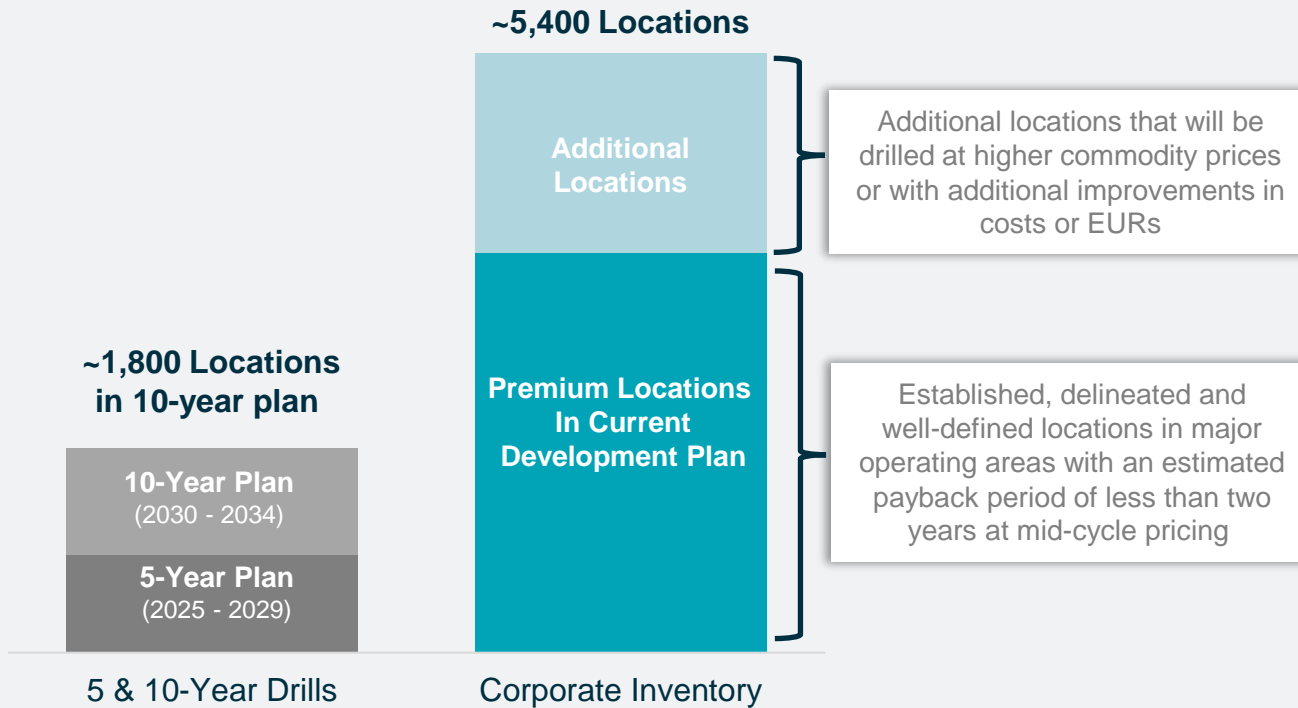 ~5,400 Locations
Additional
Locations
Additional locations that will be
drilled at higher commodity prices
or with additional improvements in
costs or EURs
~1,800 Locations
in 10-year plan
10-Year Plan
(2030 - 2034)
5-Year Plan
(2025 - 2029)
Premium Locations
In Current
Development Plan
Established, delineated and
well-defined locations in major
operating areas with an estimated
payback period of less than two
years at mid-cycle pricing
5 & 10-Year Drills
Corporate Inventory